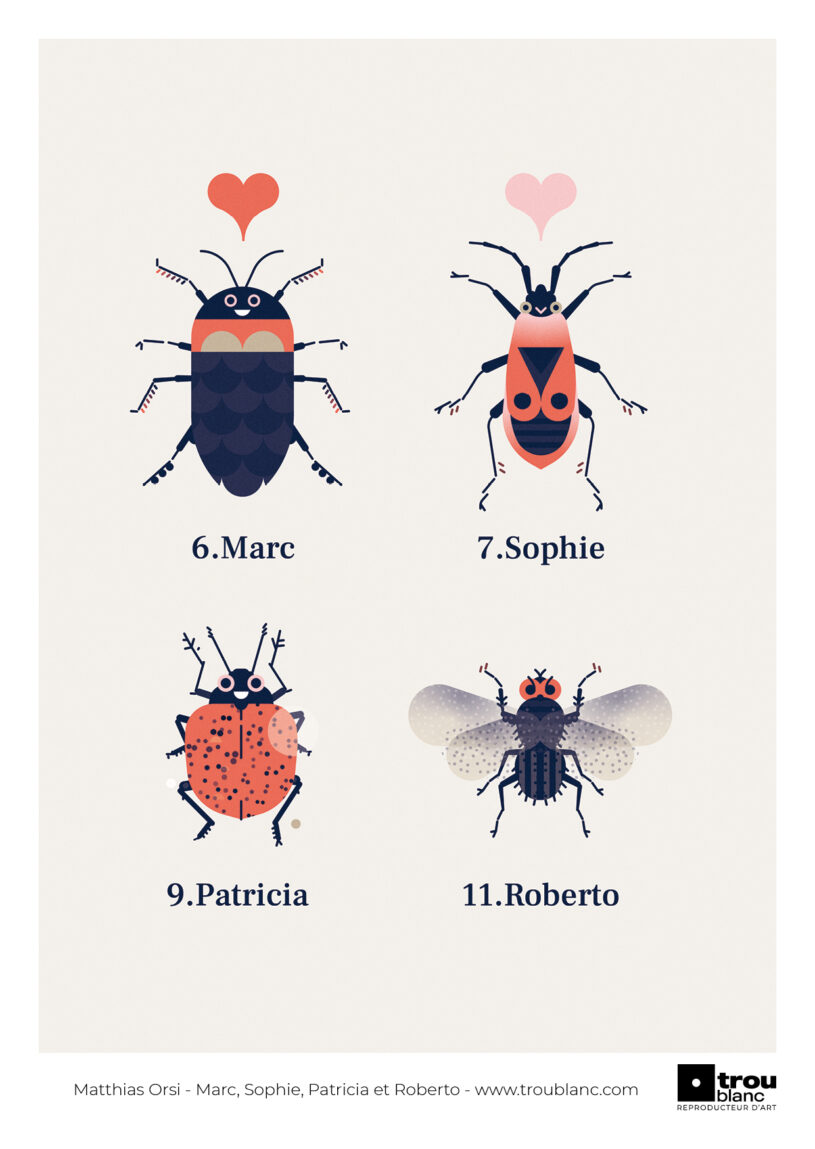 6.Marc
7.Sophie
9.Patricia
11.Roberto
Matthias Orsi - Marc, Sophie, Patricia et Roberto - www.troublanc.com
trou
blanc
REPRODUCTEUR D'ART